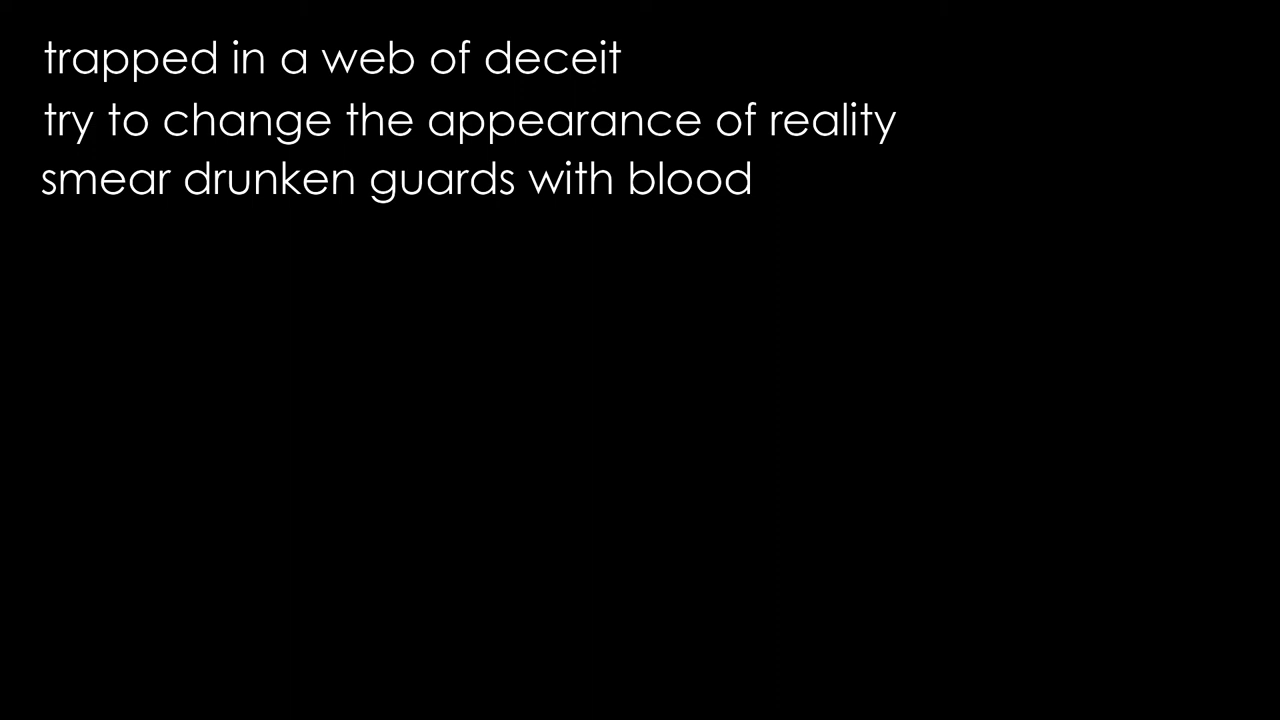 trapped in a web of deceit
try to change the appearance of reality
smear drunken guards with blood